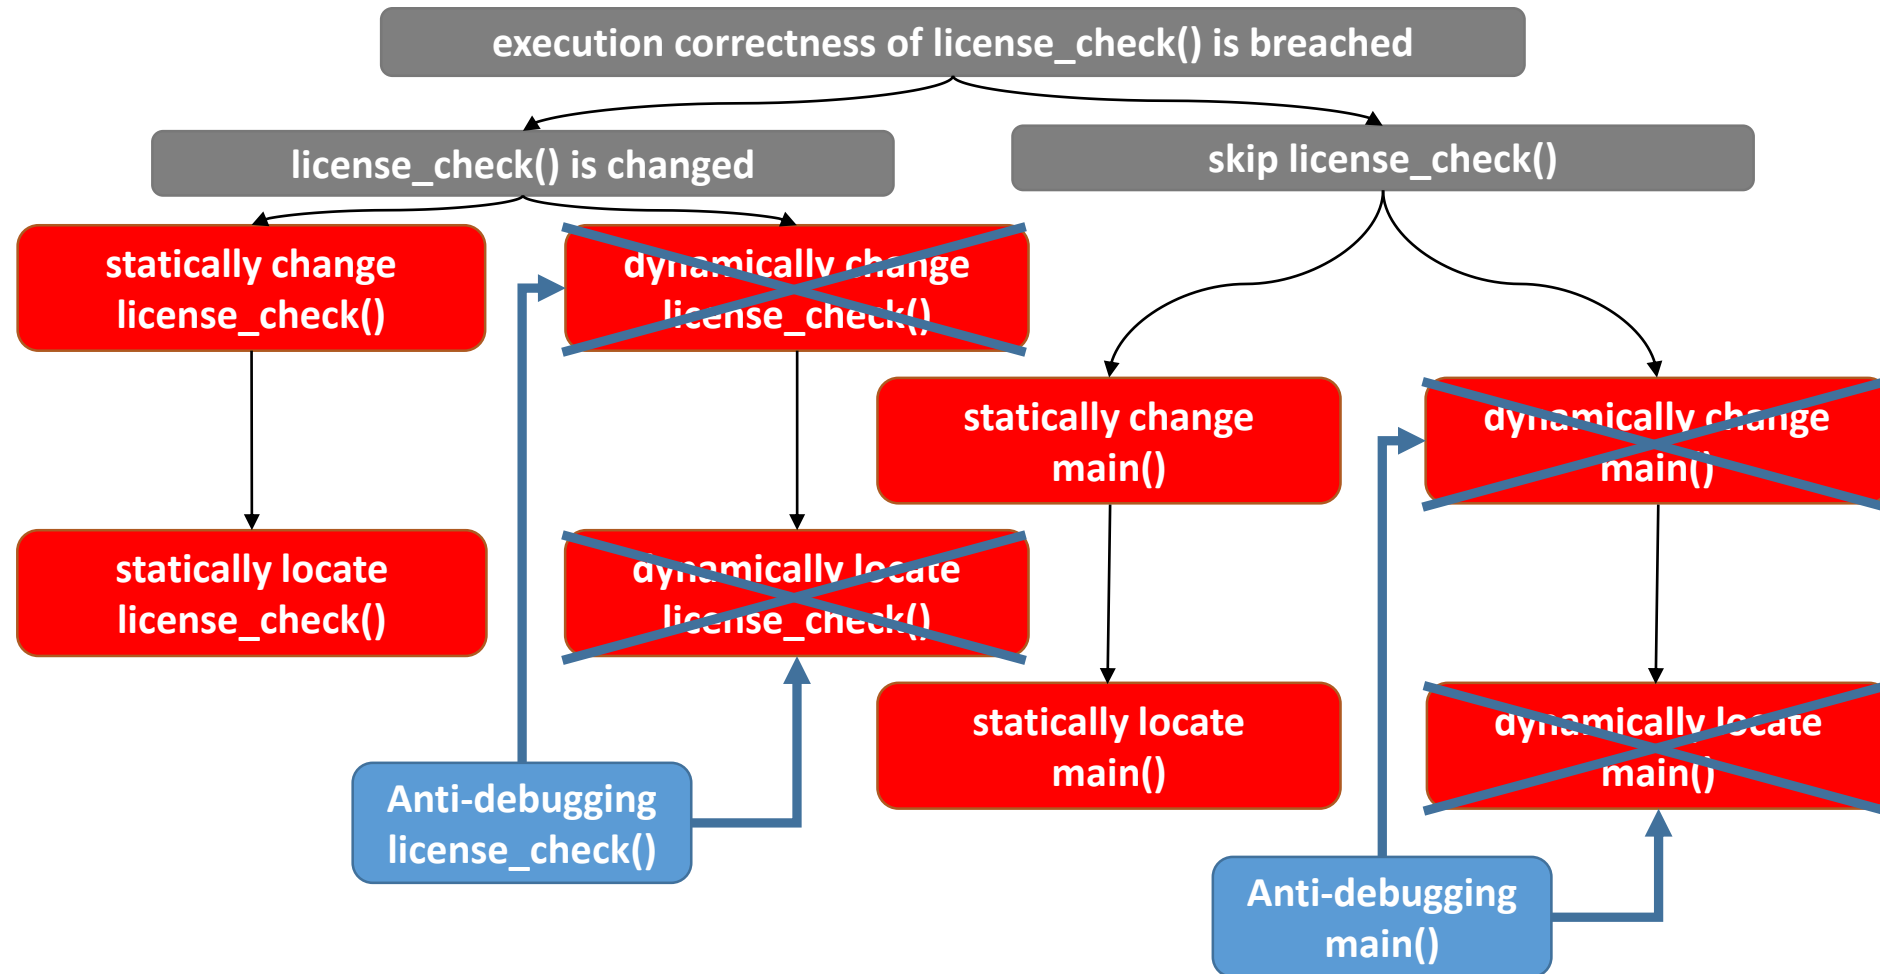 execution correctness of license_check() is breached
license_check() is changed
skip license_check()
statically change
license_check()
dynamically change
license_check()
statically change
main()
dynamically change
main()
statically locate
license_check()
dynamically locate
license_check()
statically locate
main()
dynamically locate
main()
Anti-debugging
license_check()
Anti-debugging
main()